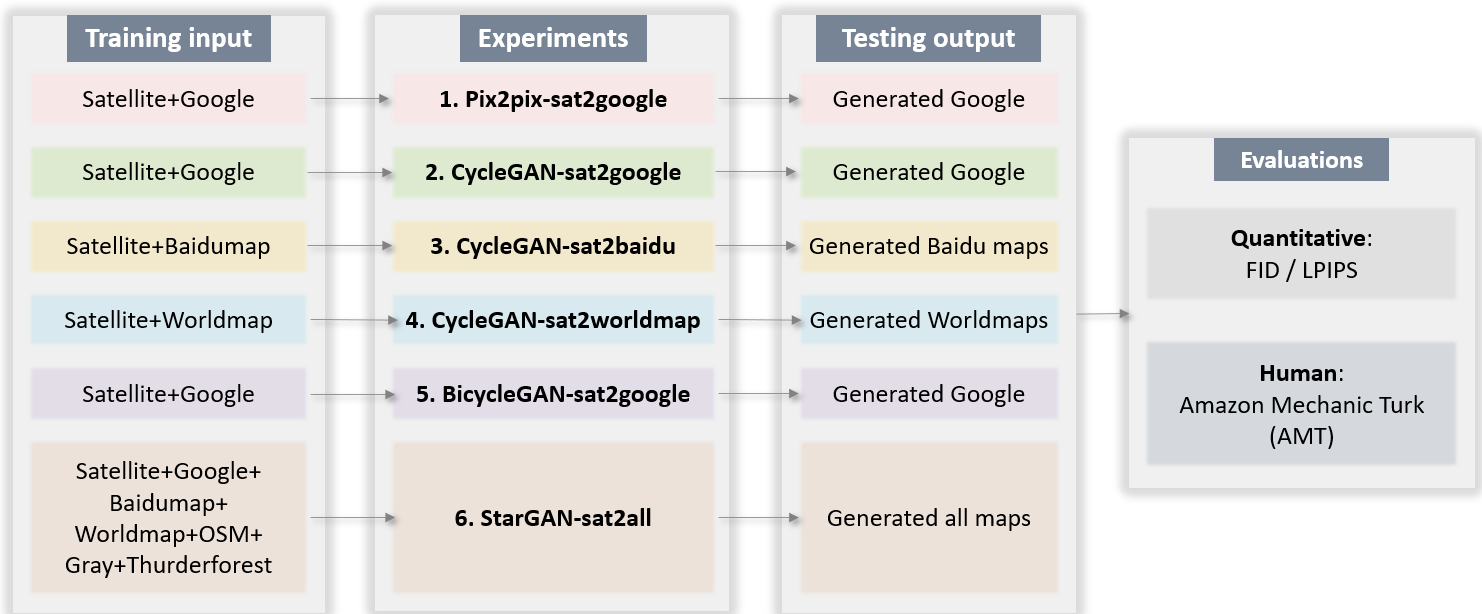 Training input
Experiments
Testing output
Satellite+Google
1. Pix2pix-sat2google
Generated Google
Satellite+Google
2. CycleGAN-sat2google
Generated Google
Satellite+Baidumap
3. CycleGAN-sat2baidu
Generated Baidu maps
Satellite+Worldmap
4. CycleGAN-sat2worldmap
Generated Worldmaps
Satellite+Google
5. BicycleGAN-sat2google
Generated Google
Satellite+Google+
Baidumap+
Worldmap+OSM+
Gray+Thurderforest
6. StarGAN-sat2all
Generated all maps
Evaluations
Quantitative:
FID / LPIPS
Human:
Amazon Mechanic Turk
(AMT)